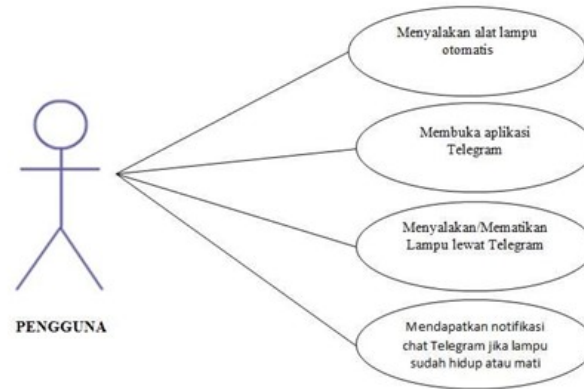 Menyalakan alat lampu
otomatis
Membuka aplikasi
Telegram
Menyalakan/Mematikan
Lampu lewat Telegram
Mendapatkan notifikasi
chat Telegram jika lampu
sudah hidup atau mati
PENGGUNA